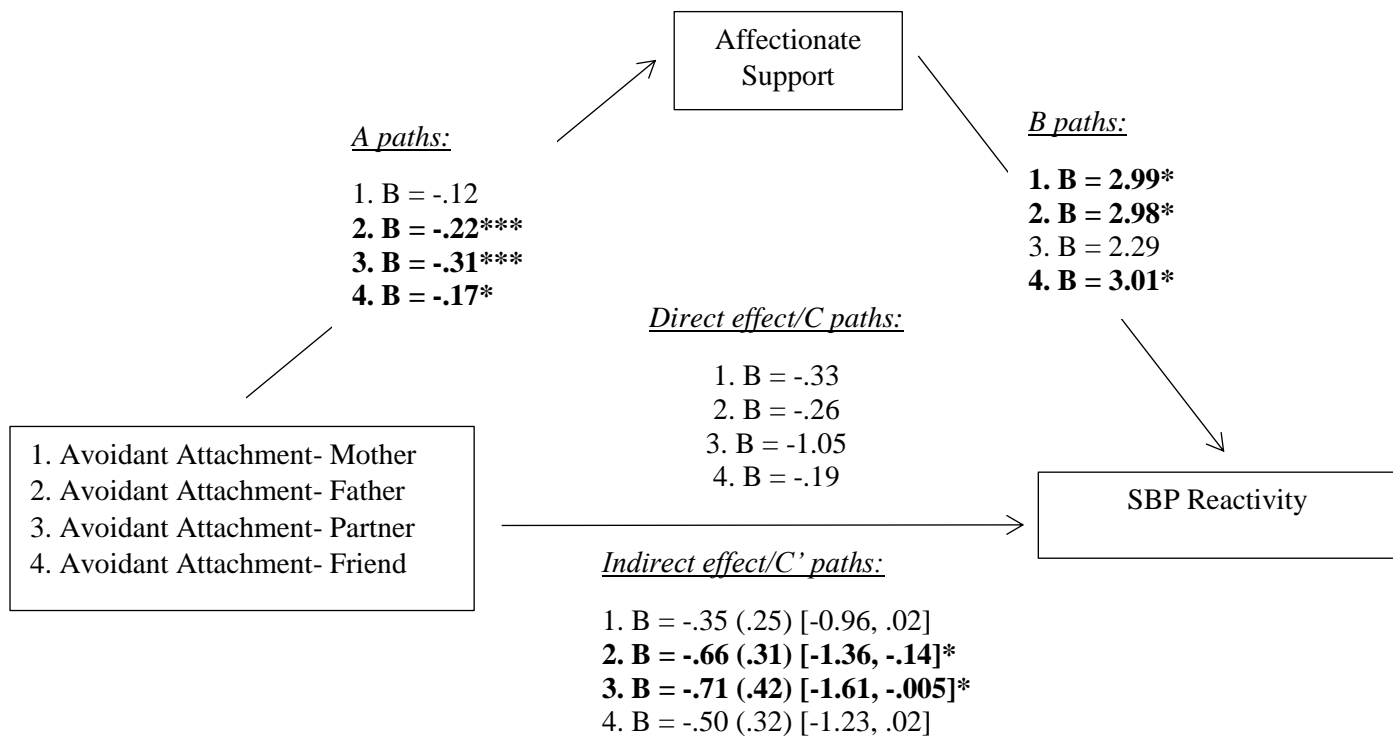 Affectionate
Support
A paths:
1. B = -.12
2. B = -.22***
3. B = -.31***
4. B = -.17*
B paths:
1. B = 2.99*
2. B = 2.98*
3. B = 2.29
4. B = 3.01*
Direct effect/C paths:
1. B = -.33
2. B = -.26
3. B = -1.05
4. B = -.19
1. Avoidant Attachment- Mother
2. Avoidant Attachment- Father
3. Avoidant Attachment- Partner
4. Avoidant Attachment- Friend
SBP Reactivity
Indirect effect/C’ paths:
1. B = -.35 (.25) [-0.96, .02]
2. B = -.66 (.31) [-1.36, -.14]*
3. B = -.71 (.42) [-1.61, -.005]*
4. B = -.50 (.32) [-1.23, .02]